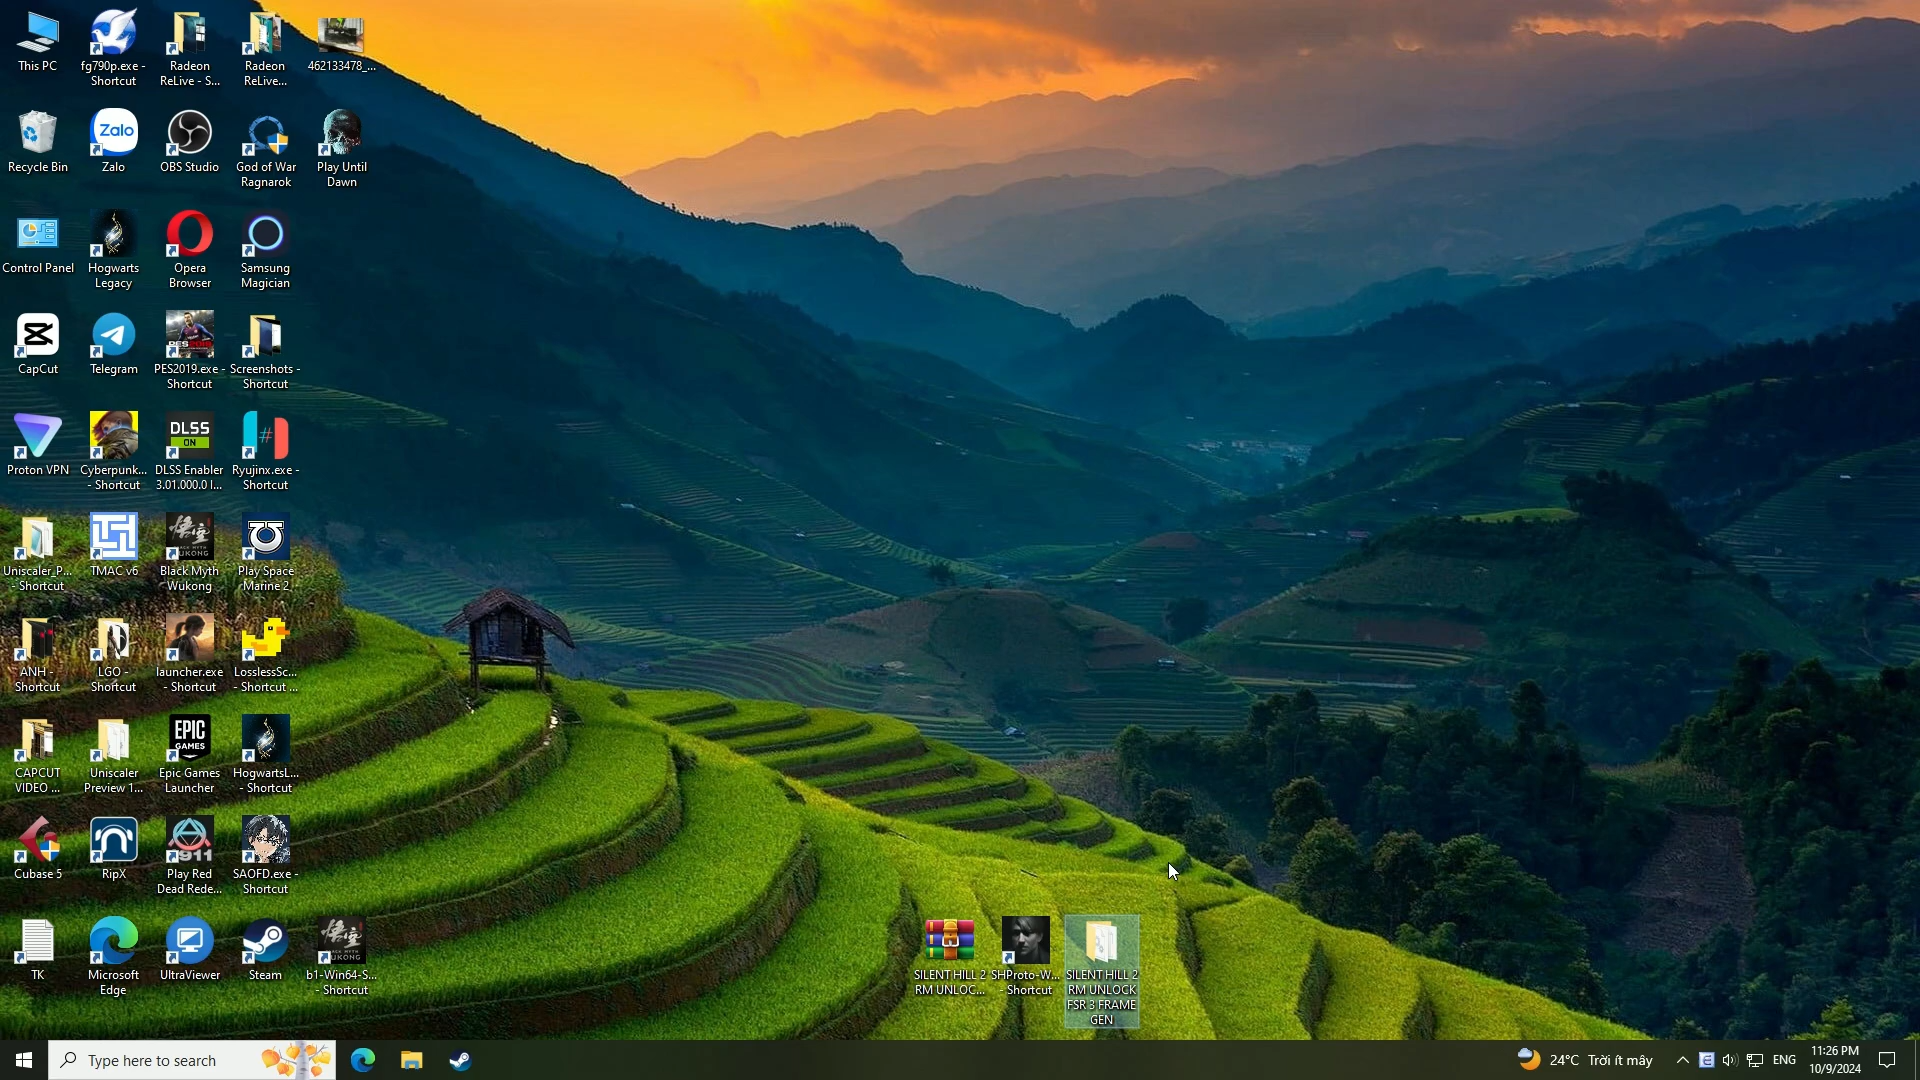 This PC
fg790p.exe -
Shortcut
Radeon
ReLive - S...
Radeon
ReLive...
462133478_...
Recycle Bin
Zalo
Zalo
OBS Studio
God of War
Ragnarok
Play Until
Dawn
Control Panel
Hogwarts
Legacy
Opera
Browser
Samsung
Magician
CapCut
Telegram
PES2019.exe -
Shortcut
Screenshots -
Shortcut
Proton VPN
Cyberpunk...
- Shortcut
DLSS
ON
DLSS Enabler
3.01.000.0 l...
Ryujinx.exe -
Shortcut
Uniscaler_P...
- Shortcut
TMAC v6
Black Myth
Wukong
Play Space
Marine 2
ANH -
Shortcut
LGO -
Shortcut
launcher.exe
- Shortcut
LosslessSc...
- Shortcut ...
CAPCUT
VIDEO ...
Uniscaler
Preview 1...
EPIC
GAMES
Epic Games
Launcher
HogwartsL...
- Shortcut
Cubase 5
RipX
Play Red
Dead Rede...
SAOFD.exe -
Shortcut
TK
Microsoft
Edge
UltraViewer
Steam
b1-Win64-S...
- Shortcut
SILENT HILL 2
RM UNLOC...
SHProto-W...
- Shortcut
SILENT HILL 2
RM UNLOCK
FSR 3 FRAME
GEN
Type here to search
24°C Trời ít mây
ENG
11:26 PM
10/9/2024